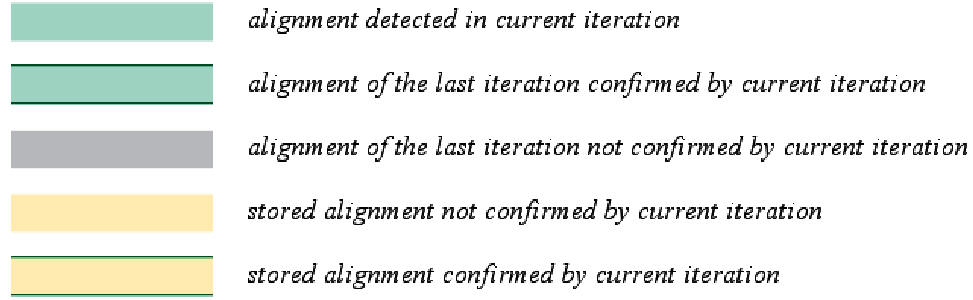 alignment detected in current iteration
alignment of the last iteration confirmed by current iteration
alignment of the last iteration not confirmed by current iteration
stored alignment not confirmed by current iteration
stored alignment confirmed by current iteration